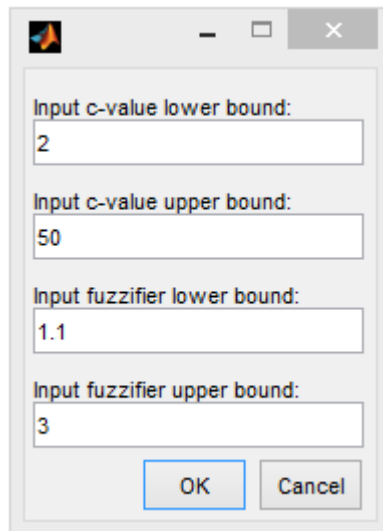 Input c-value lower bound:
2
Input c-value upper bound:
50
Input fuzzifier lower bound:
1.1
Input fuzzifier upper bound:
3
OK Cancel